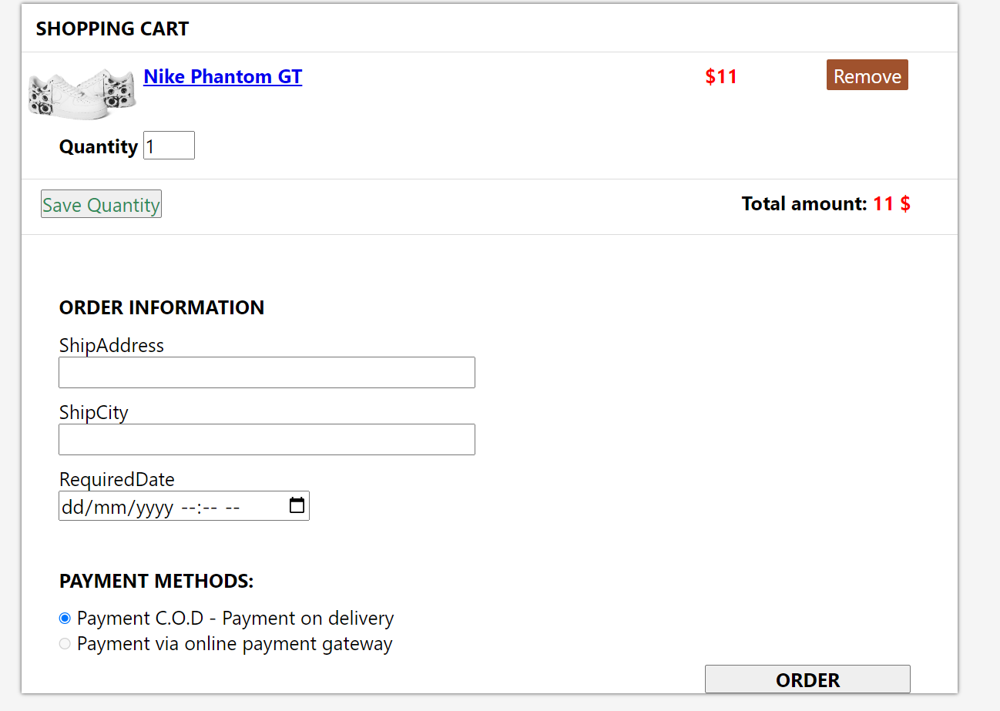 SHOPPING CART
Nike Phantom GT $11 Remove
Quantity 1
Save Quantity Total amount: 11 $
ORDER INFORMATION
ShipAddress
ShipCity
RequiredDate
dd/mm/yyyy --:-- --
PAYMENT METHODS:
Payment C.O.D - Payment on delivery
Payment via online payment gateway
ORDER